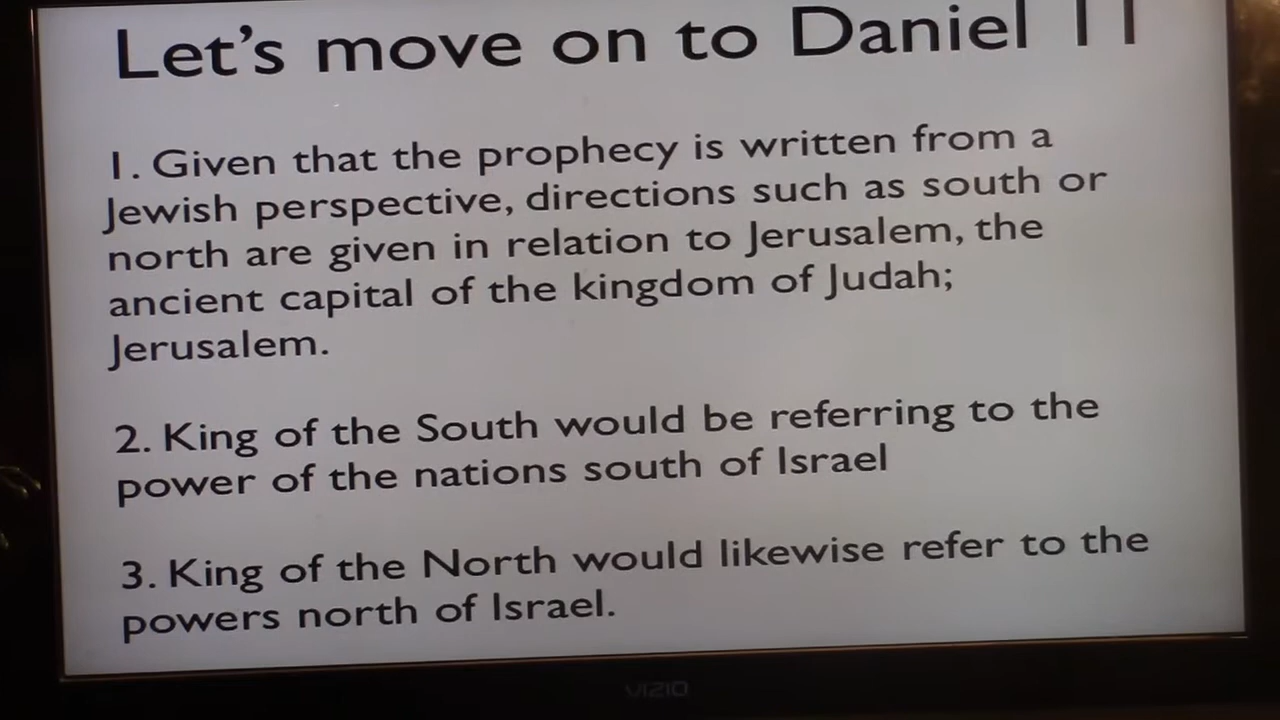 Let's move on to Daniel 11
1. Given that the prophecy is written from a
Jewish perspective, directions such as south or
north are given in relation to Jerusalem, the
ancient capital of the kingdom of Judah;
Jerusalem.
2. King of the South would be referring to the
power of the nations south of Israel
3. King of the North would likewise refer to the
powers north of Israel.
VIZIO